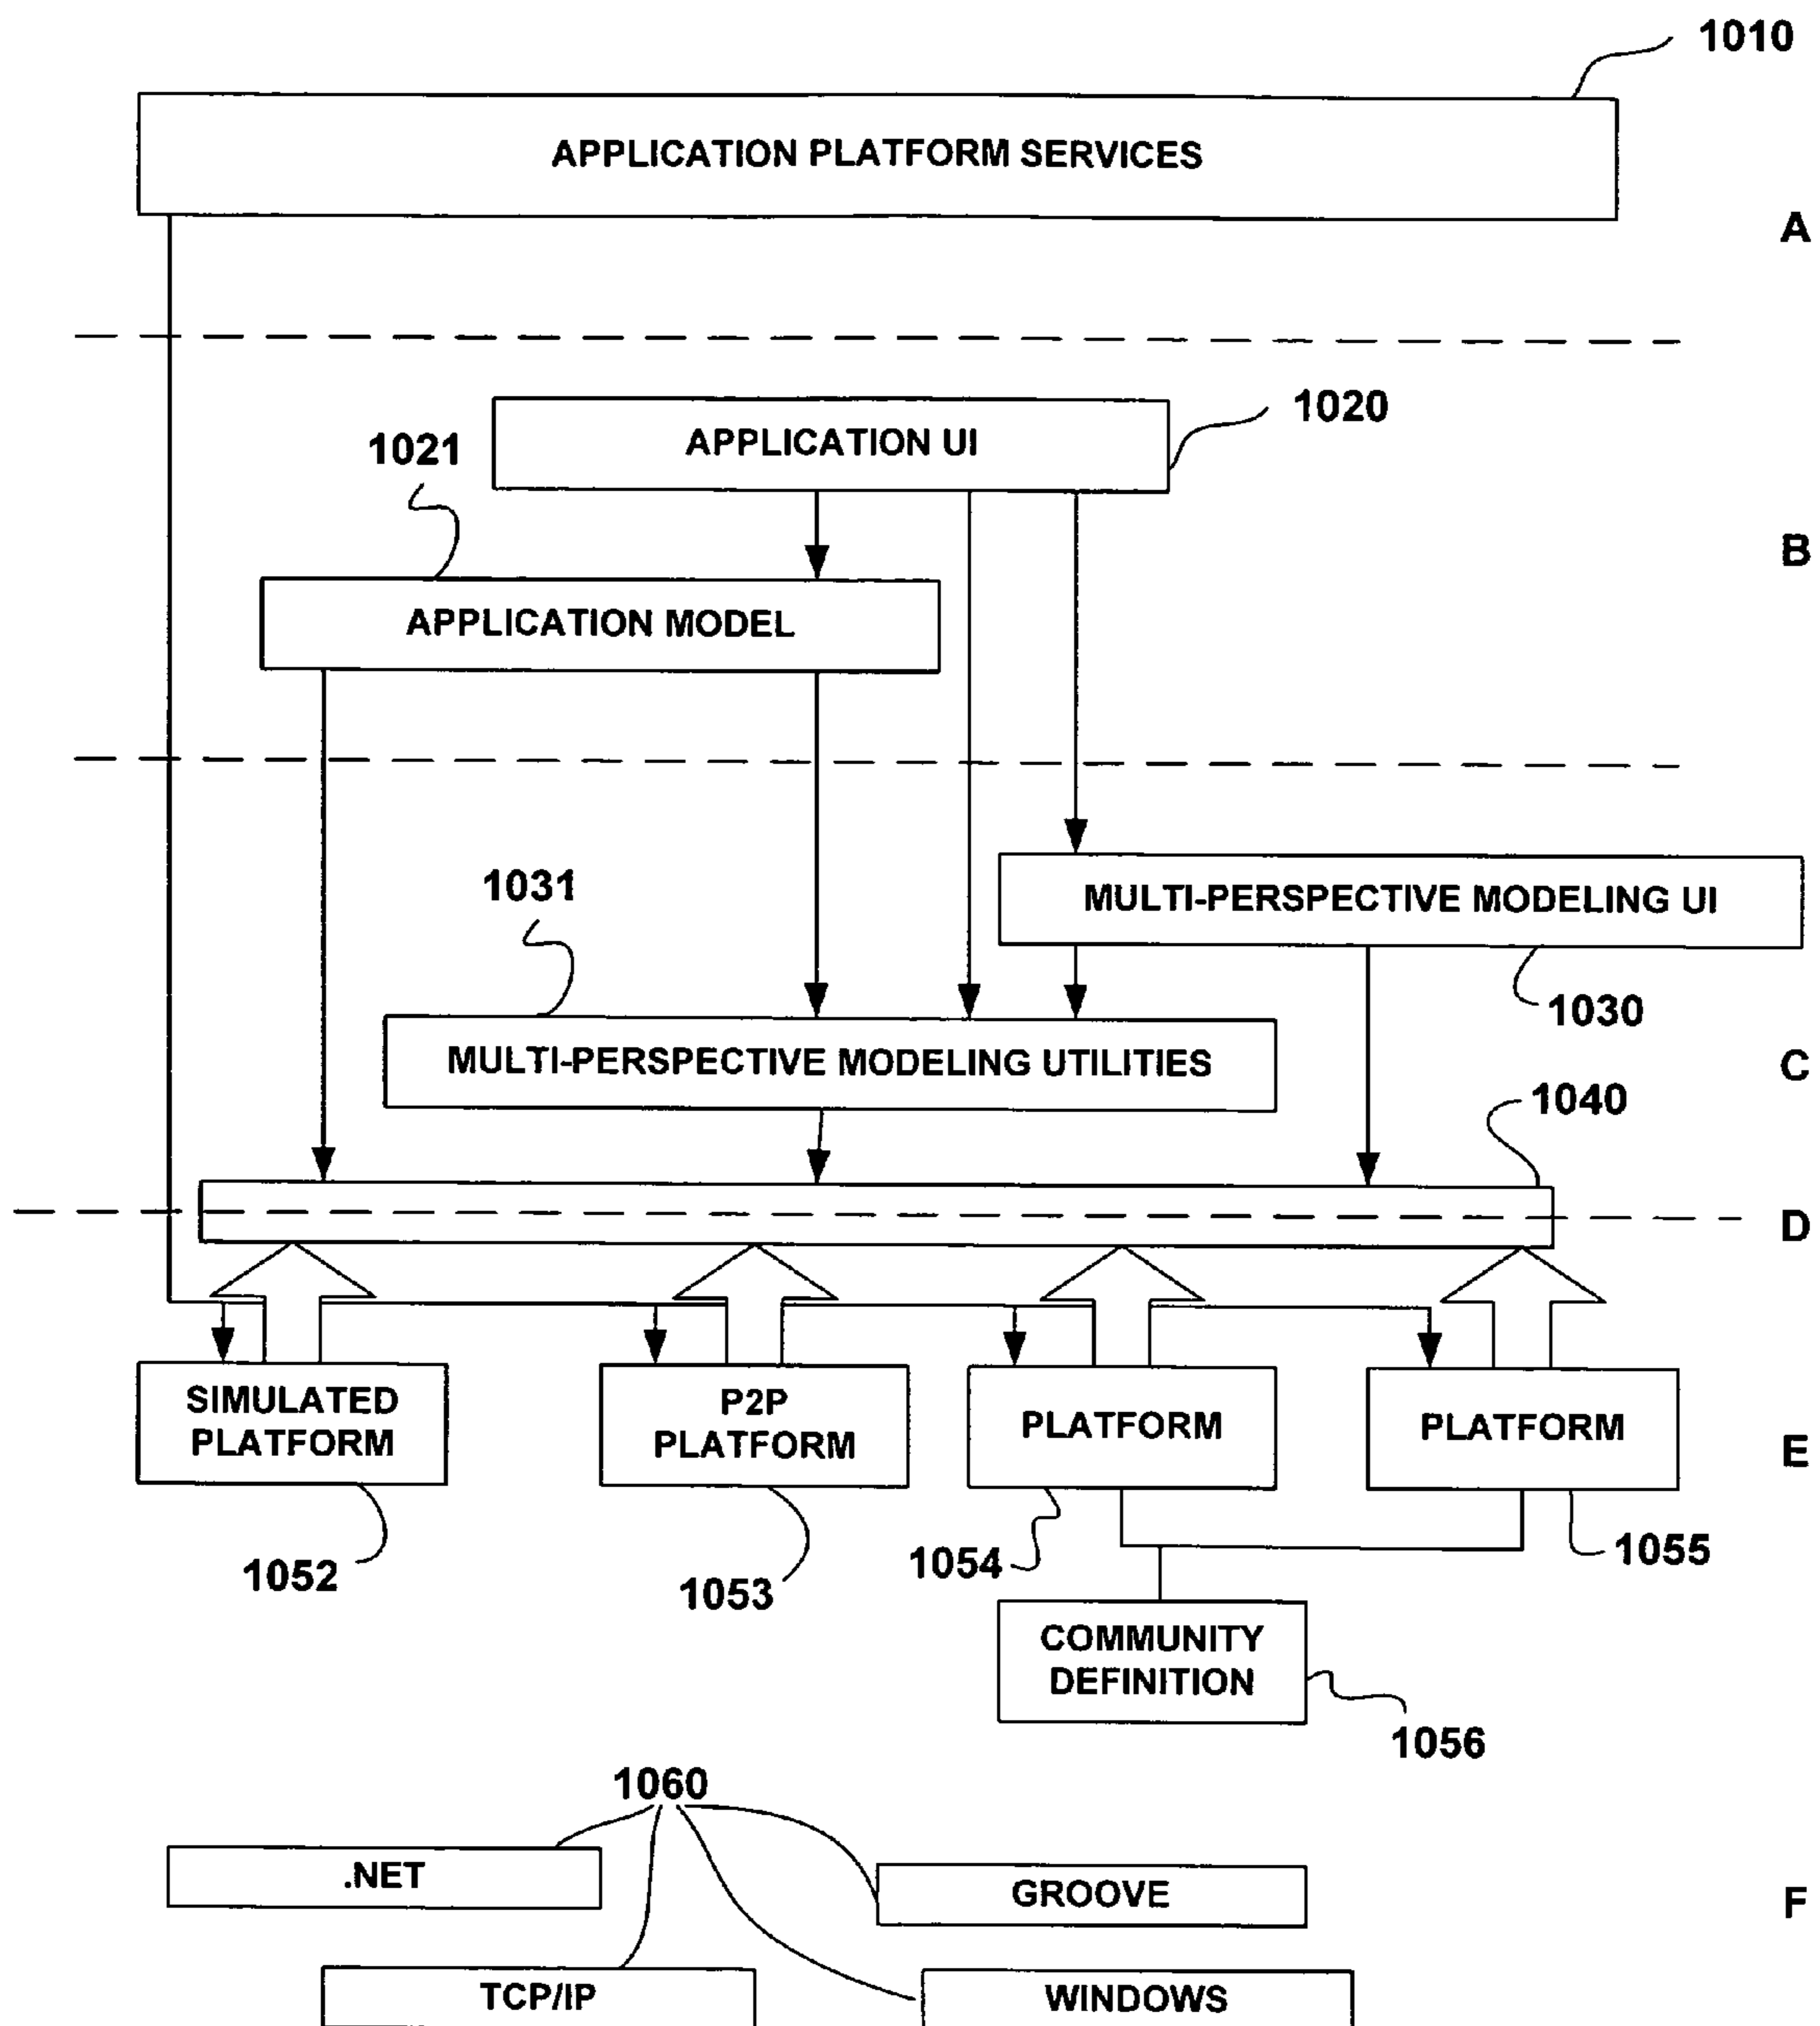 1010
APPLICATION PLATFORM SERVICES
A
1020
APPLICATION UI
1021
B
APPLICATION MODEL
1031
MULTI-PERSPECTIVE MODELING UI
1030
MULTI-PERSPECTIVE MODELING UTILITIES
C
1040
D
SIMULATED
PLATFORM
P2P
PLATFORM
PLATFORM
PLATFORM
E
1052
1053
1054
1055
COMMUNITY
DEFINITION
1056
1060
.NET
GROOVE
F
TCP/IP
WINDOWS